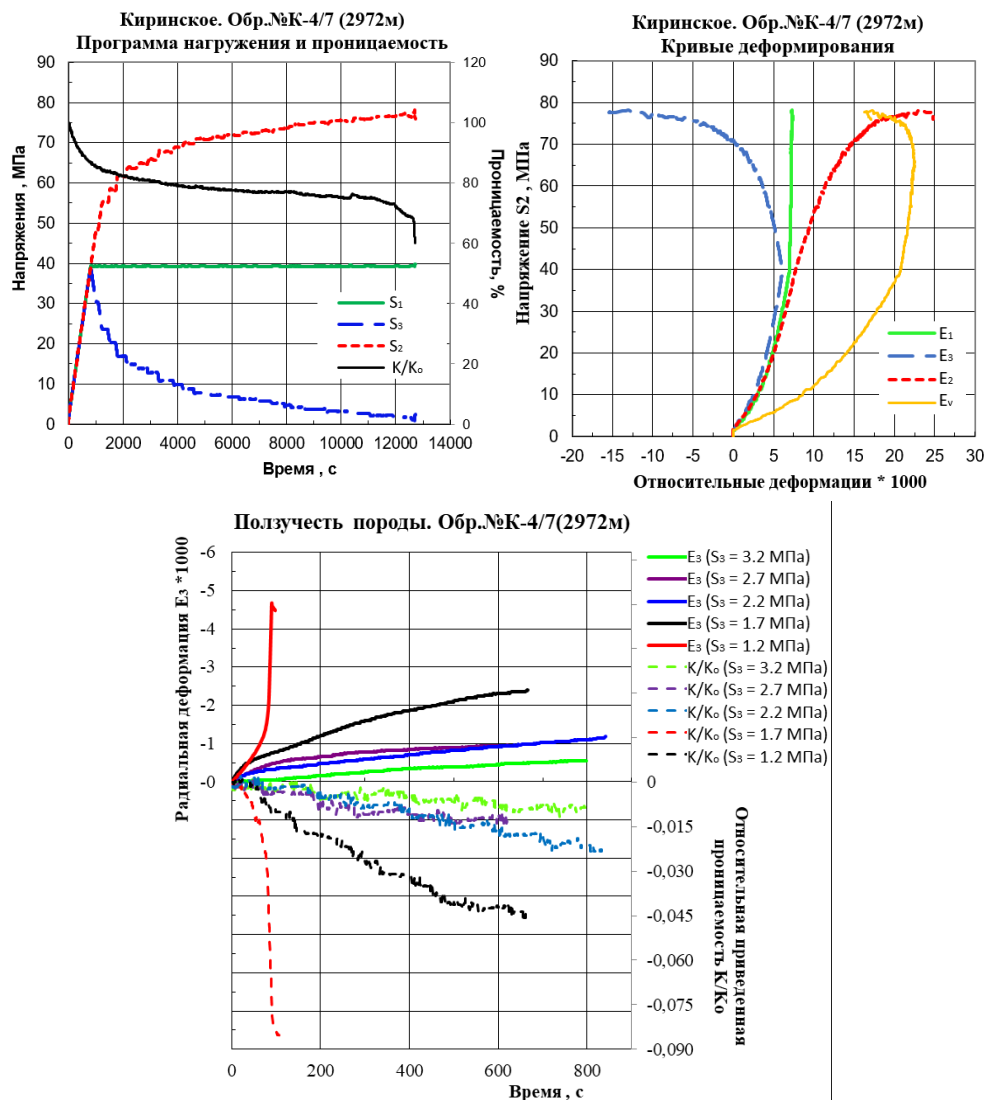 Киринское. Обр.№К-4/7 (2972м)
Программа нагружения и проницаемость
90
80
70
60
50
40
30
20
10
0
Напряжения , МПа
120
100
80
60
40
20
0
Проницаемость, %
S₁
S₃
S₂
K/Kₒ
0
2000
4000
6000
8000
10000
12000
14000
Время , с
Киринское. Обр.№К-4/7 (2972м)
Кривые деформирования
90
80
70
60
50
40
30
20
10
0
Напряжение S2 , МПа
E₁
E₃
E₂
Eᵥ
-20
-15
-10
-5
0
5
10
15
20
25
30
Относительные деформации * 1000
Ползучесть породы. Обр.№К-4/7(2972м)
-6
-5
-4
-3
-2
-1
-0
Радиальная деформация E₃ *1000
E₃ (S₃ = 3.2 МПа)
E₃ (S₃ = 2.7 МПа)
E₃ (S₃ = 2.2 МПа)
E₃ (S₃ = 1.7 МПа)
E₃ (S₃ = 1.2 МПа)
K/Kₒ (S₃ = 3.2 МПа)
K/Kₒ (S₃ = 2.7 МПа)
K/Kₒ (S₃ = 2.2 МПа)
K/Kₒ (S₃ = 1.7 МПа)
K/Kₒ (S₃ = 1.2 МПа)
0
-0,015
-0,030
-0,045
-0,060
-0,075
-0,090
Относительная приведенная
проницаемость К/Ко
0
200
400
600
800
Время , с